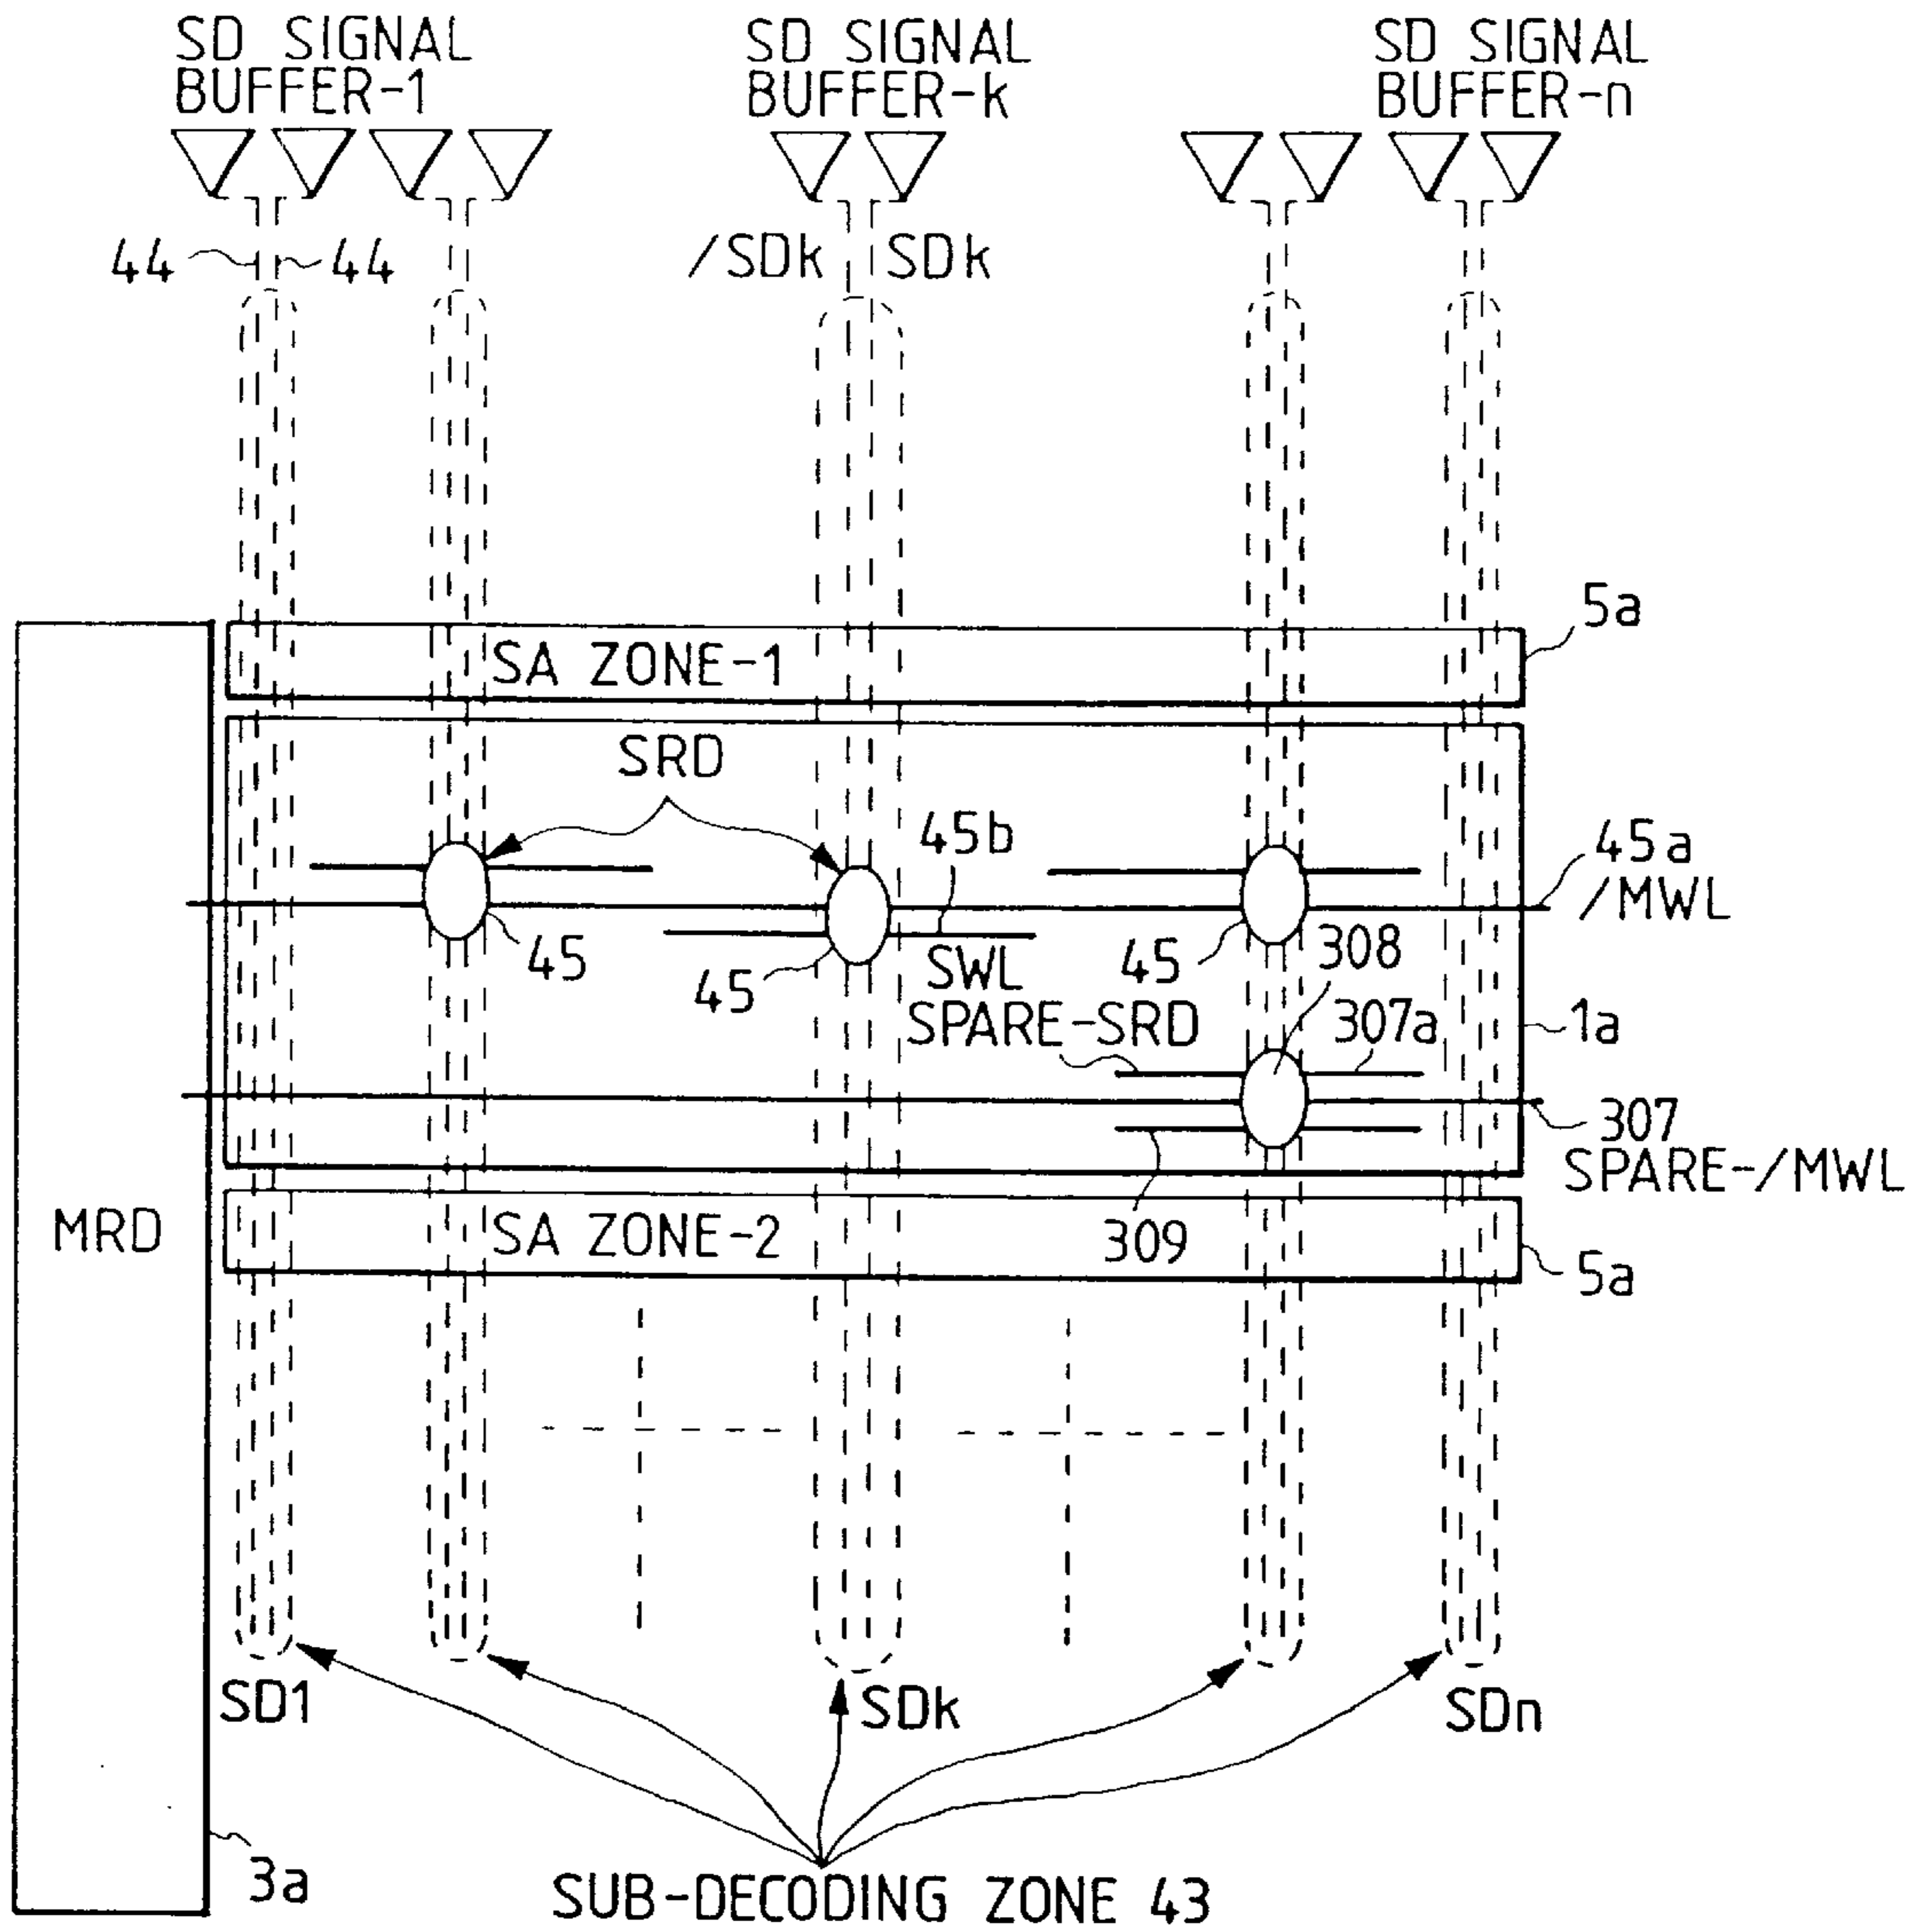 SD SIGNAL
BUFFER-1
SD SIGNAL
BUFFER-k
SD SIGNAL
BUFFER-n
44
44
/SDk
SDk
5a
SA ZONE-1
SRD
45b
45a
/MWL
45
45
SWL
45
308
SPARE-SRD
307a
1a
307
SPARE-/MWL
MRD
SA ZONE-2
309
5a
SD1
SDk
SDn
3a
SUB-DECODING ZONE 43